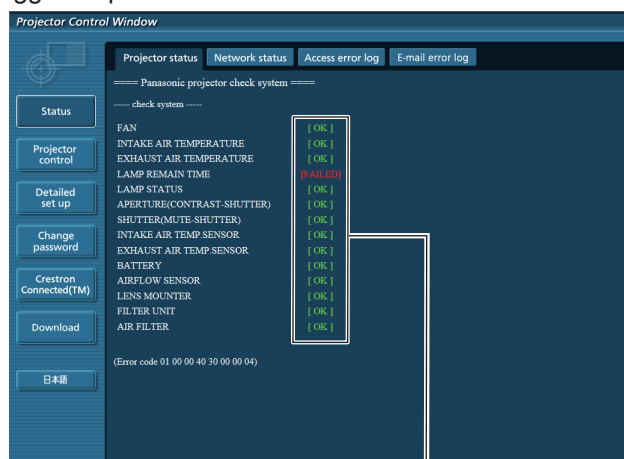 Projector Control Window
Projector status Network status Access error log E-mail error log
==== Panasonic projector check system ====
----- check system -----
FAN [ OK ]
INTAKE AIR TEMPERATURE [ OK ]
EXHAUST AIR TEMPERATURE [ OK ]
LAMP REMAIN TIME [FAILED]
LAMP STATUS [ OK ]
APERTURE(CONTRAST-SHUTTER) [ OK ]
SHUTTER(MUTE-SHUTTER) [ OK ]
INTAKE AIR TEMP.SENSOR [ OK ]
EXHAUST AIR TEMP.SENSOR [ OK ]
BATTERY [ OK ]
AIRFLOW SENSOR [ OK ]
LENS MOUNTER [ OK ]
FILTER UNIT [ OK ]
AIR FILTER [ OK ]
(Error code 01 00 00 40 30 00 00 04)
Status
Projector
control
Detailed
set up
Change
password
Crestron
Connected(TM)
Download
日本語